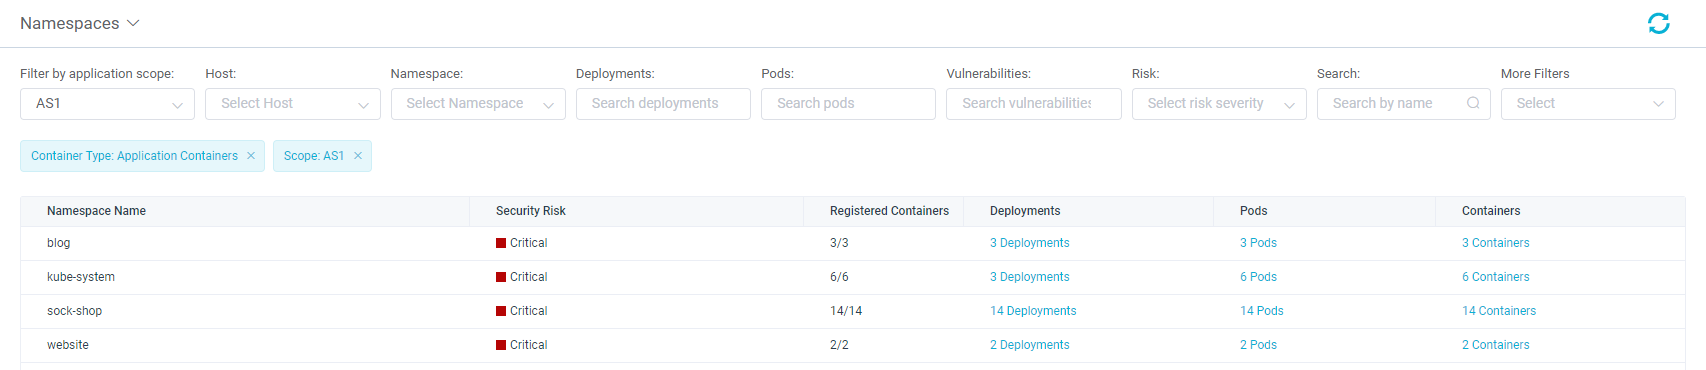 Namespaces
Filter by application scope: Host: Namespace: Deployments: Pods: Vulnerabilities: Risk: Search: More Filters
AS1 Select Host Select Namespace Search deployments Search pods Search vulnerabilities Select risk severity Search by name Select
Container Type: Application Containers × Scope: AS1 ×
Namespace Name Security Risk Registered Containers Deployments Pods Containers
blog Critical 3/3 3 Deployments 3 Pods 3 Containers
kube-system Critical 6/6 3 Deployments 6 Pods 6 Containers
sock-shop Critical 14/14 14 Deployments 14 Pods 14 Containers
website Critical 2/2 2 Deployments 2 Pods 2 Containers